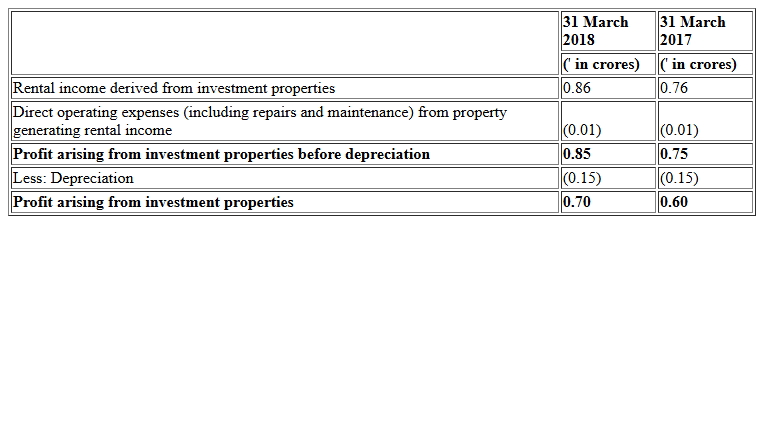 31 March 2018 31 March 2017
(' in crores) (' in crores)
Rental income derived from investment properties 0.86 0.76
Direct operating expenses (including repairs and maintenance) from property
generating rental income (0.01) (0.01)
Profit arising from investment properties before depreciation 0.85 0.75
Less: Depreciation (0.15) (0.15)
Profit arising from investment properties 0.70 0.60